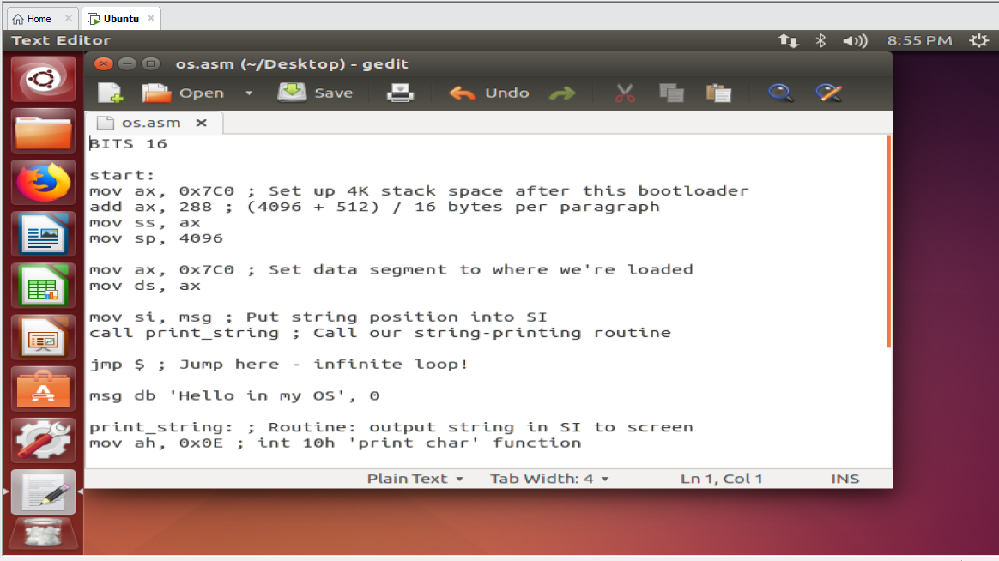 Home
Ubuntu
Text Editor
8:55 PM
os.asm (~/Desktop) - gedit
Open
Save
Undo
os.asm
BITS 16
start:
mov ax, 0x7C0 ; Set up 4K stack space after this bootloader
add ax, 288 ; (4096 + 512) / 16 bytes per paragraph
mov ss, ax
mov sp, 4096
mov ax, 0x7C0 ; Set data segment to where we're loaded
mov ds, ax
mov si, msg ; Put string position into SI
call print_string ; Call our string-printing routine
jmp $ ; Jump here - infinite loop!
msg db 'Hello in my OS', 0
print_string: ; Routine: output string in SI to screen
mov ah, 0x0E ; int 10h 'print char' function
Plain Text
Tab Width: 4
Ln 1, Col 1
INS